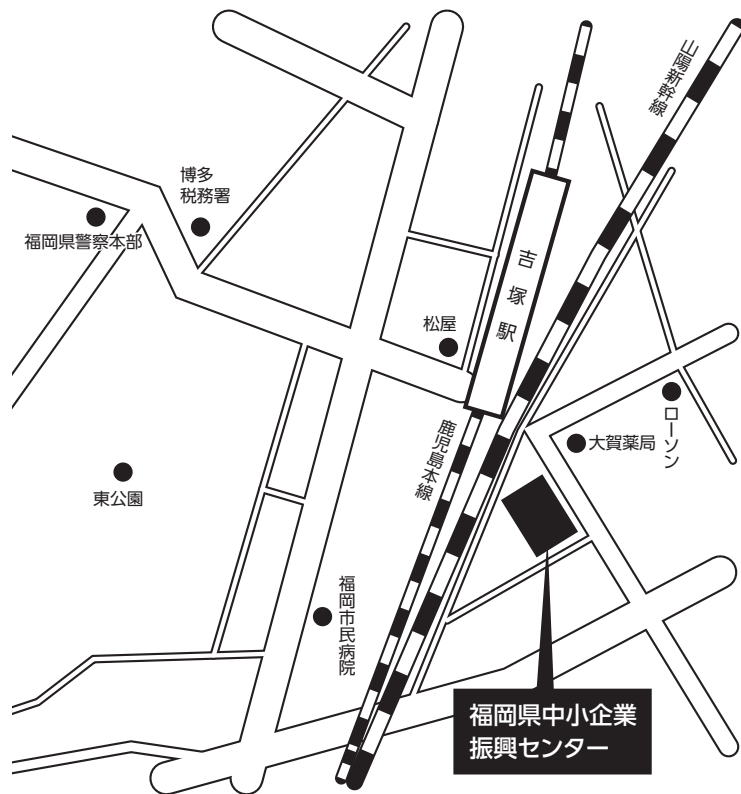 山陽新幹線
博多
税務署
福岡県警察本部
吉塚駅
松屋
ローソン
大賀薬局
鹿児島本線
東公園
福岡市民病院
福岡県中小企業
振興センター